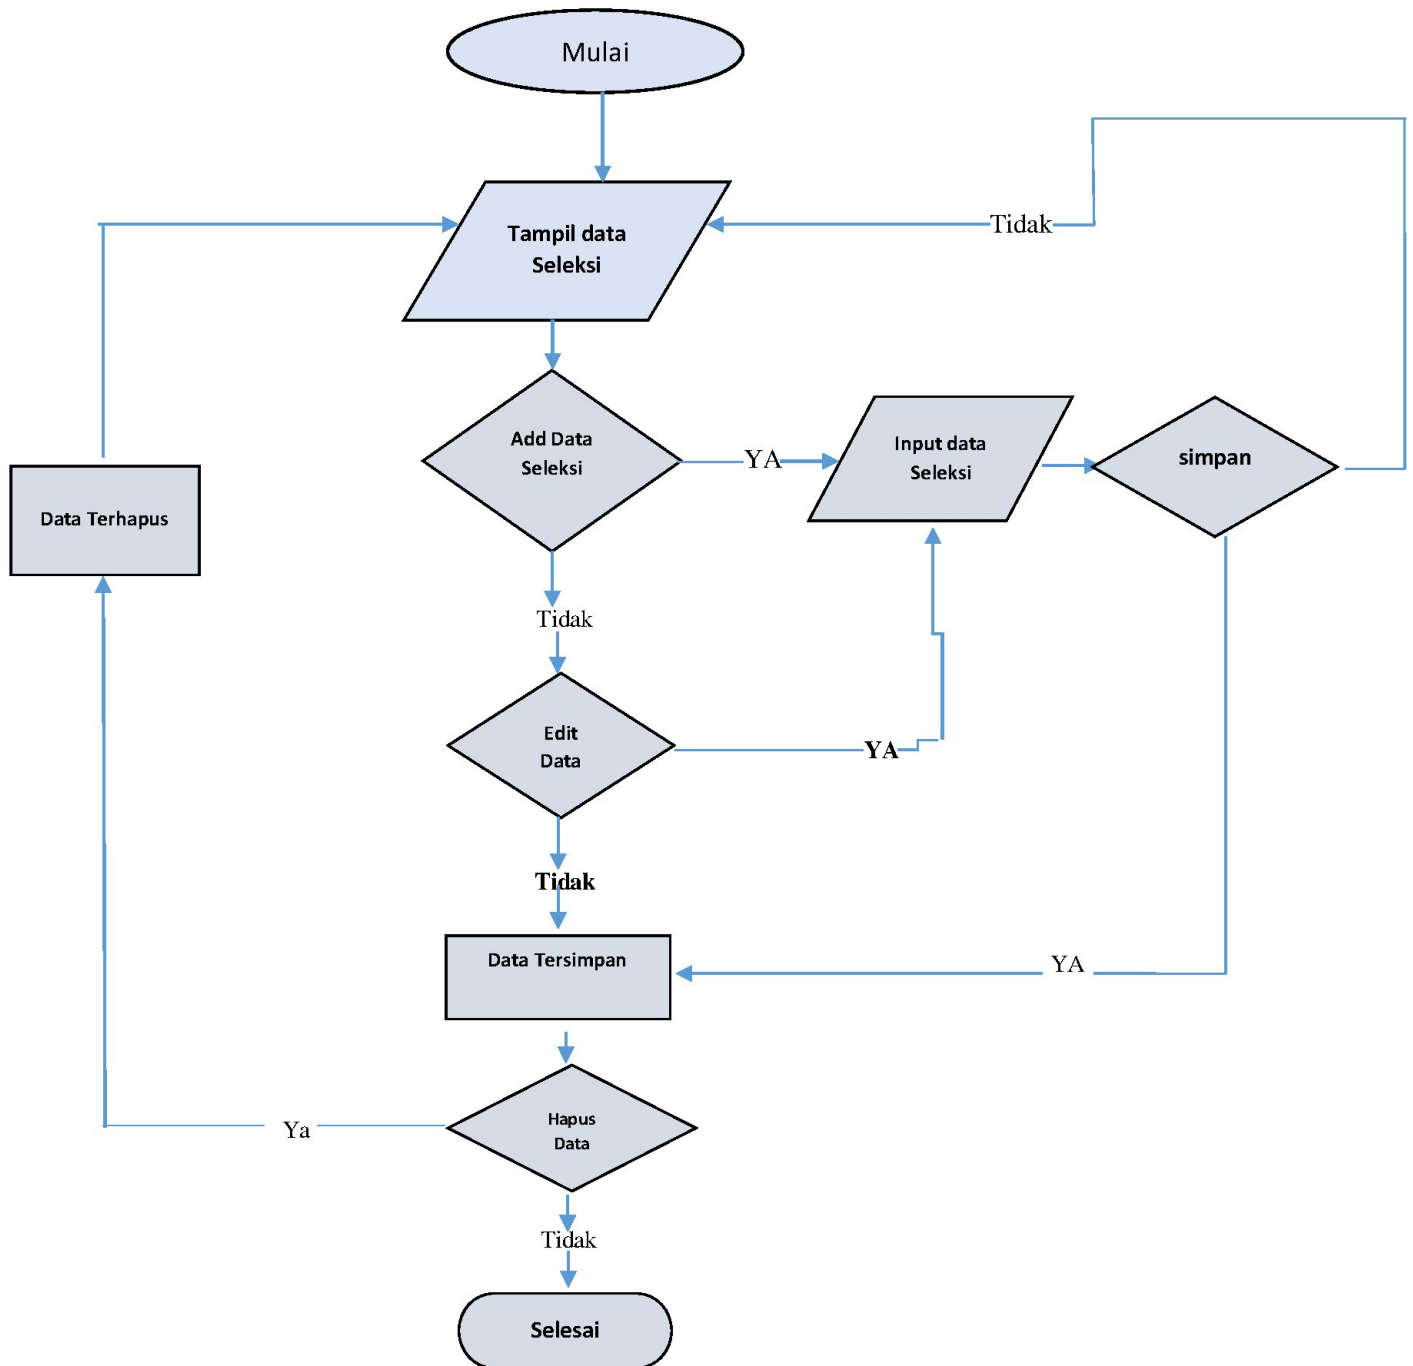 Mulai
Tampil data
Seleksi
Tidak
Add Data
Seleksi
YA
Input data
Seleksi
simpan
Data Terhapus
Tidak
Edit
Data
YA
Tidak
Data Tersimpan
YA
Hapus
Data
Ya
Tidak
Selesai